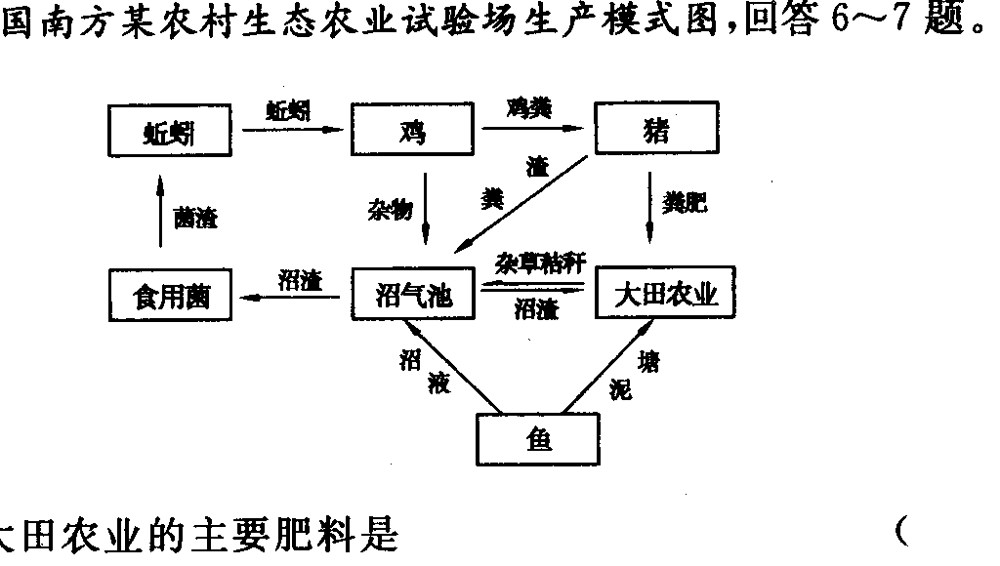 国南方某农村生态农业试验场生产模式图,回答6～7题。
蚯蚓
鸡粪
蚯蚓
鸡
猪
渣
粪
菌渣
杂物
粪肥
杂草秸秆
沼渣
食用菌
沼气池
大田农业
沼渣
沼
液
塘
泥
鱼
大田农业的主要肥料是 (